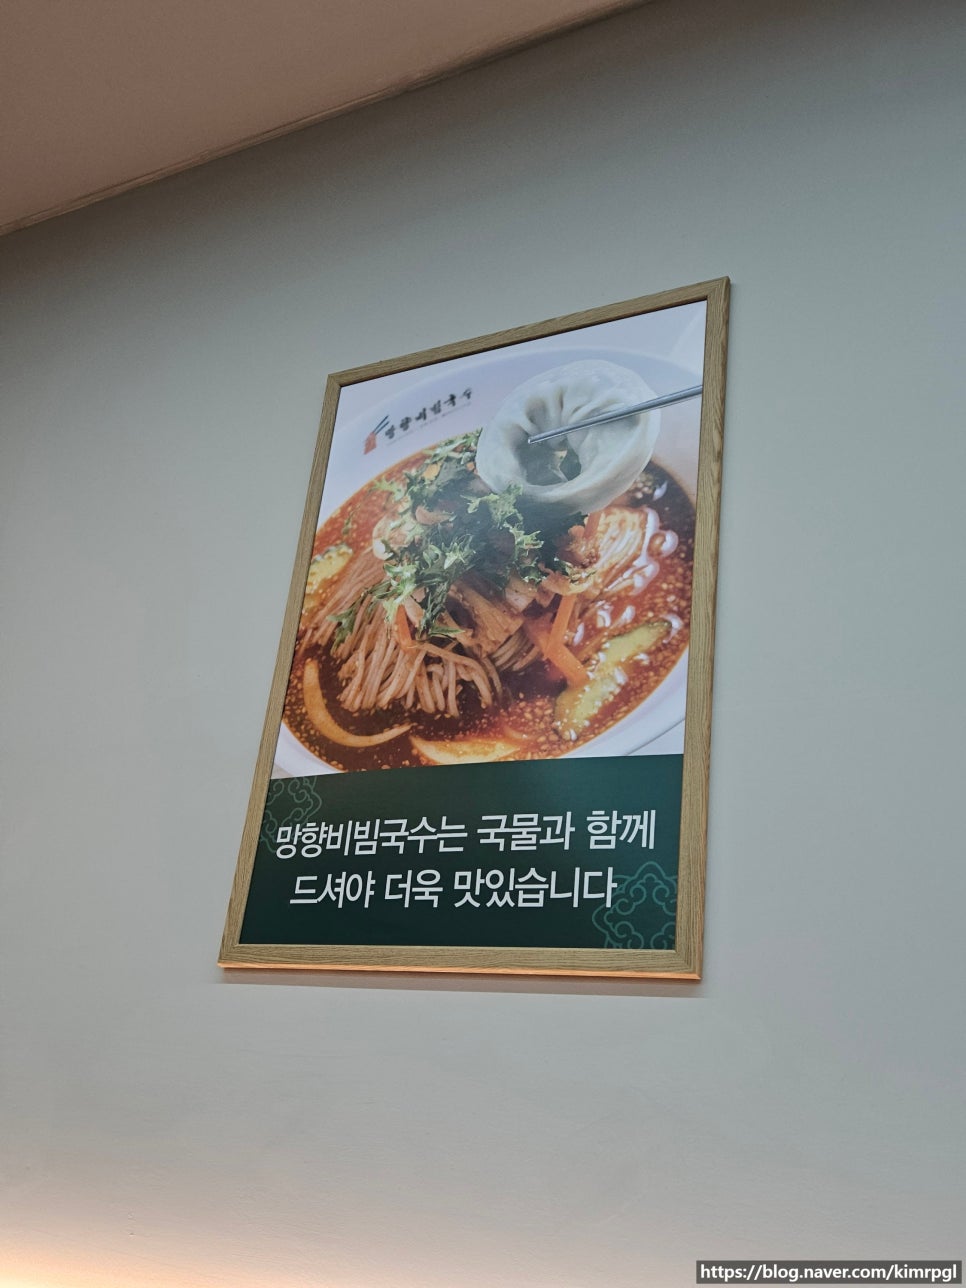 망향비빔국수
망향비빔국수는 국물과 함께
드셔야 더욱 맛있습니다
https://blog.naver.com/kimrpgl